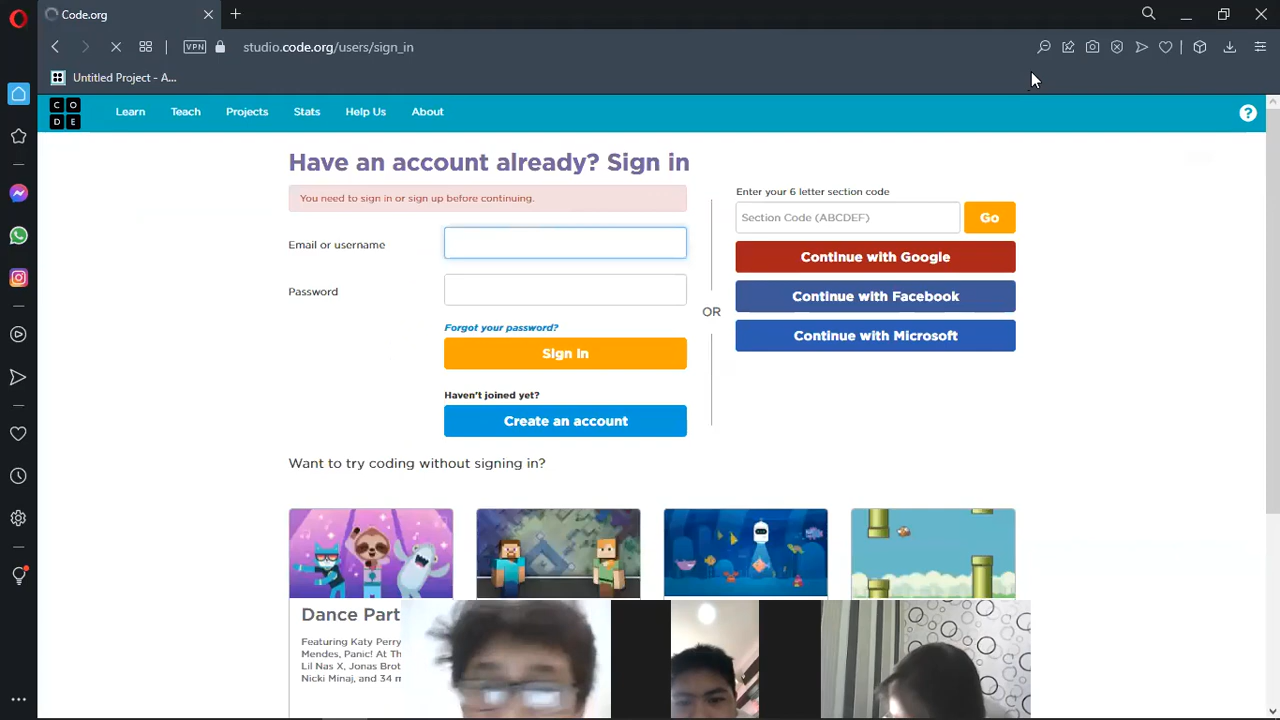 Code.org
VPN
studio.code.org/users/sign_in
Untitled Project - A...
CODE
Learn
Teach
Projects
Stats
Help Us
About
?
Have an account already? Sign in
You need to sign in or sign up before continuing.
Email or username
Password
Forgot your password?
Sign in
Haven't joined yet?
Create an account
OR
Enter your 6 letter section code
Section Code (ABCDEF)
Go
Continue with Google
Continue with Facebook
Continue with Microsoft
Want to try coding without signing in?
Dance Part
Featuring Katy Perry
Mendes, Panic! At Th
Lil Nas X, Jonas Brot
Nicki Minaj, and 34 m